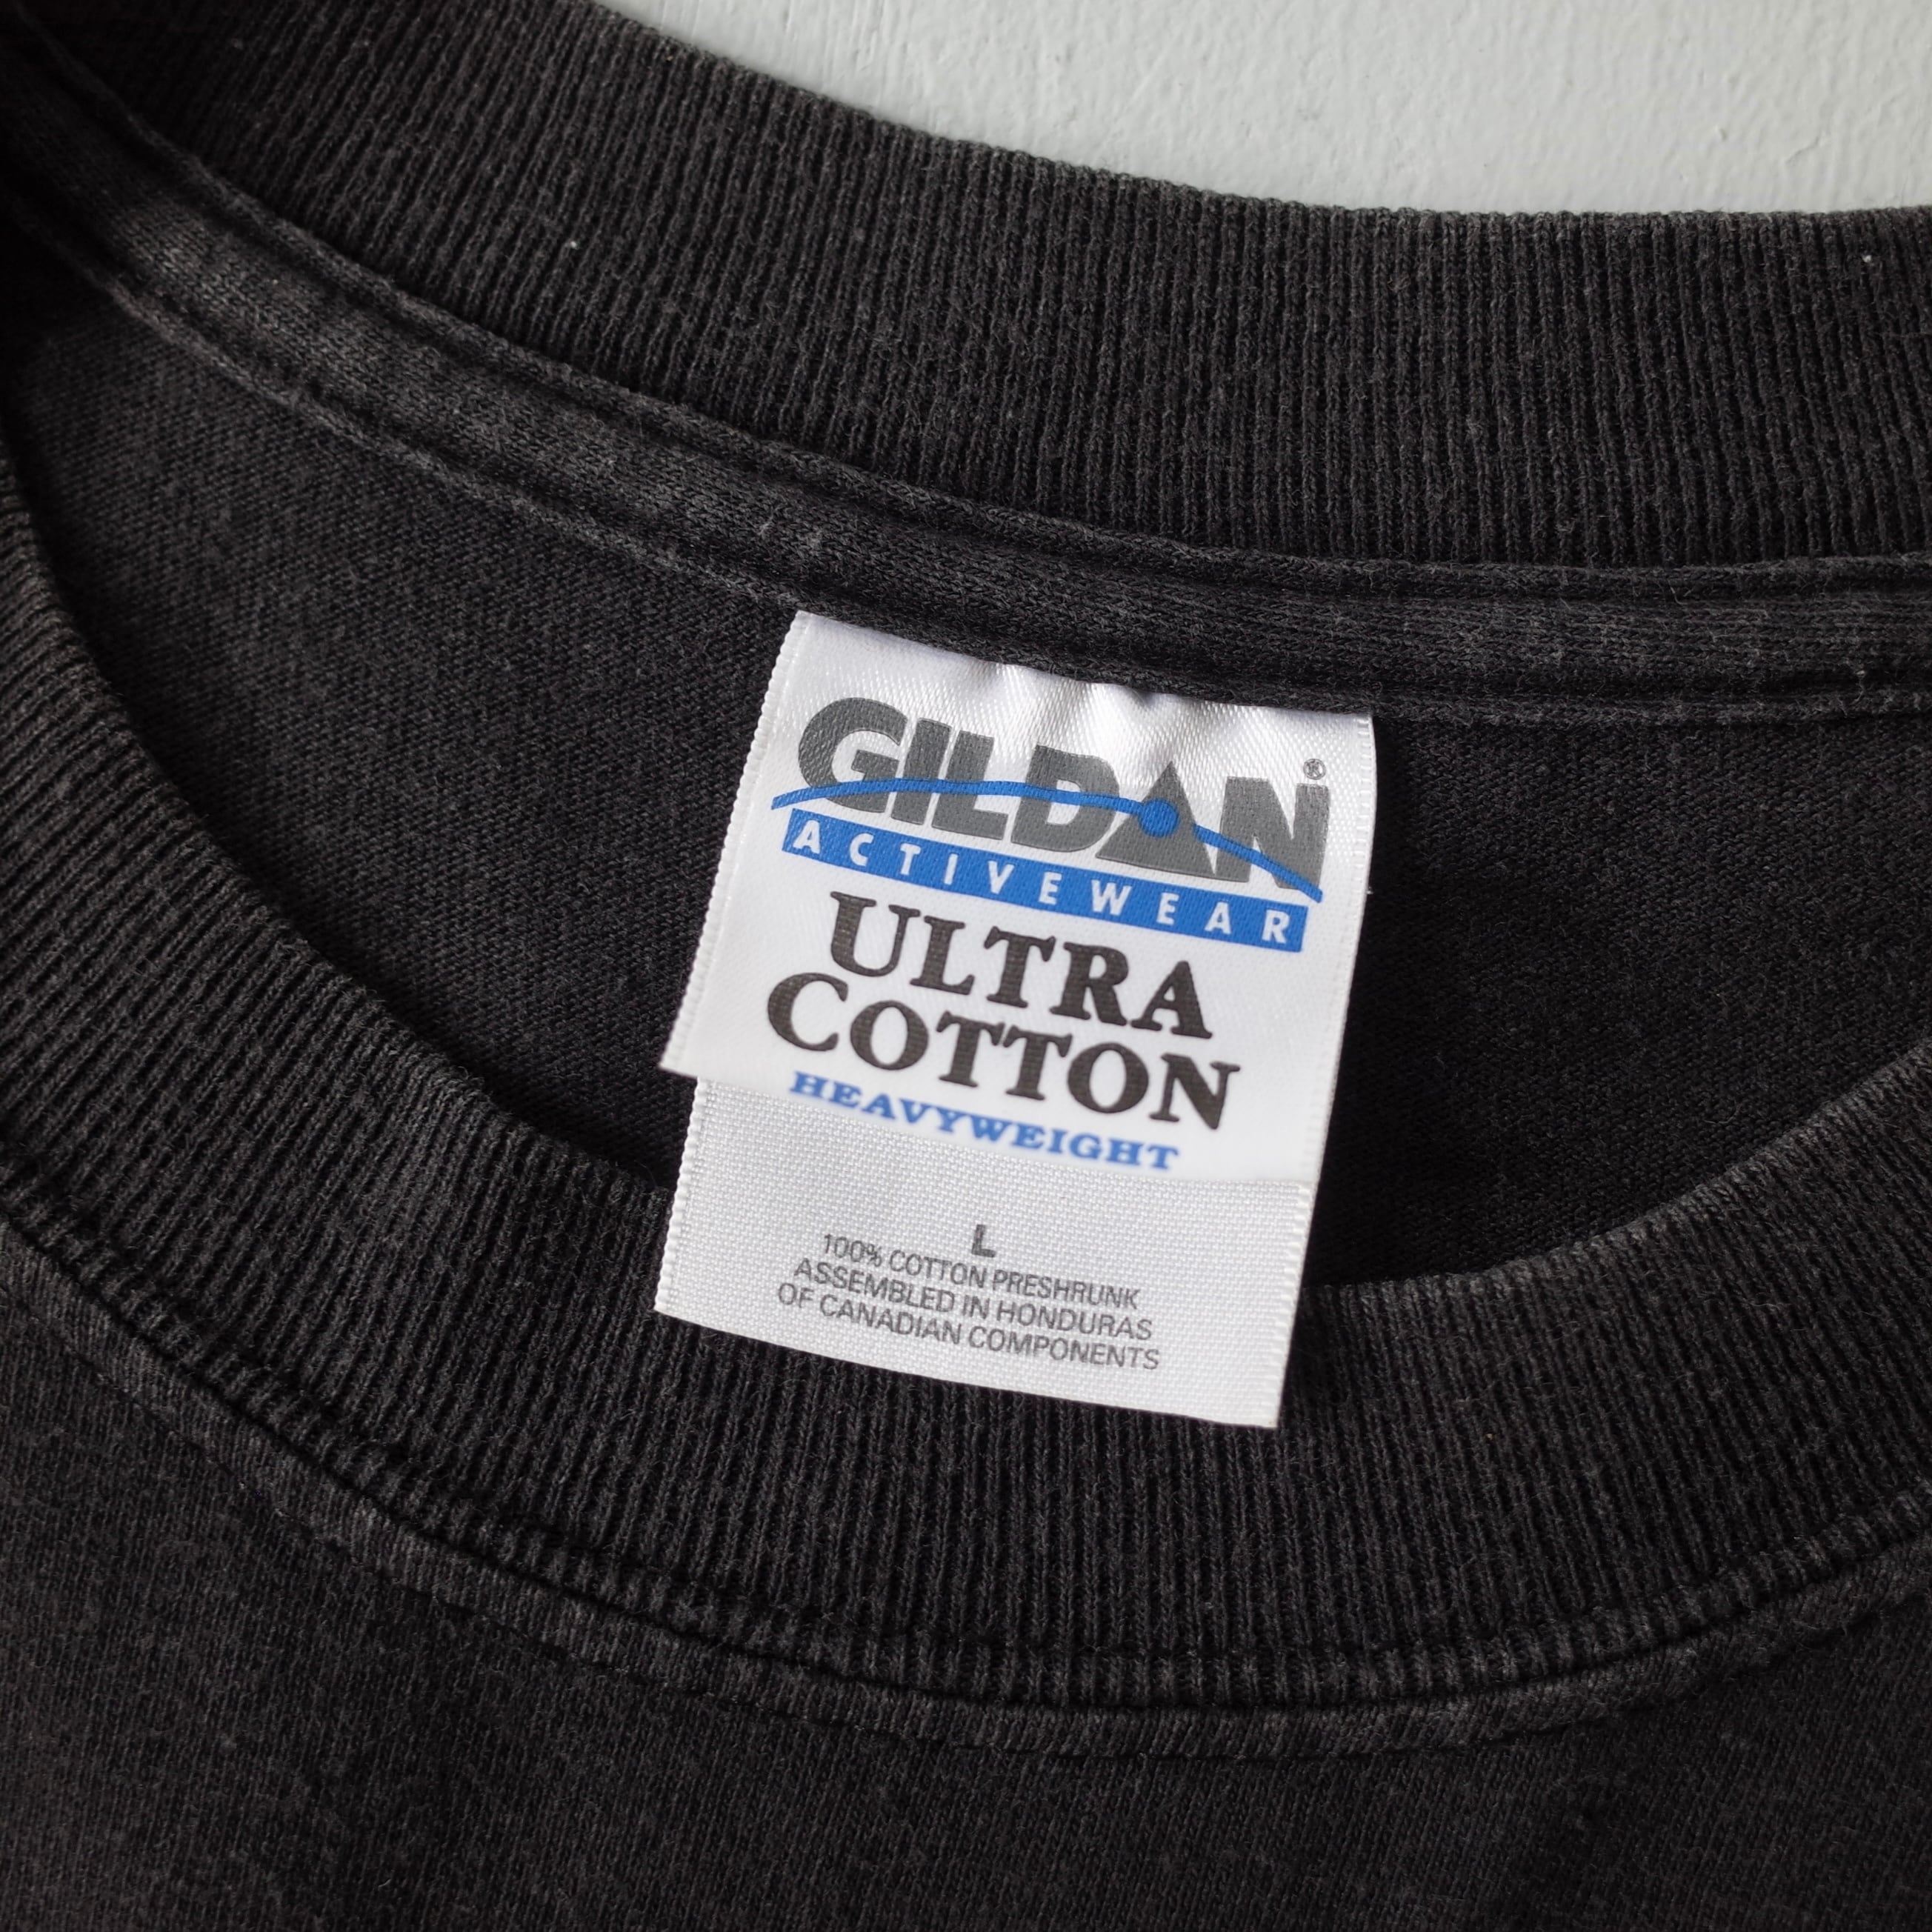 GILDAN®
ACTIVEWEAR
ULTRA
COTTON
HEAVYWEIGHT
L
100% COTTON PRESHRUNK
ASSEMBLED IN HONDURAS
OF CANADIAN COMPONENTS